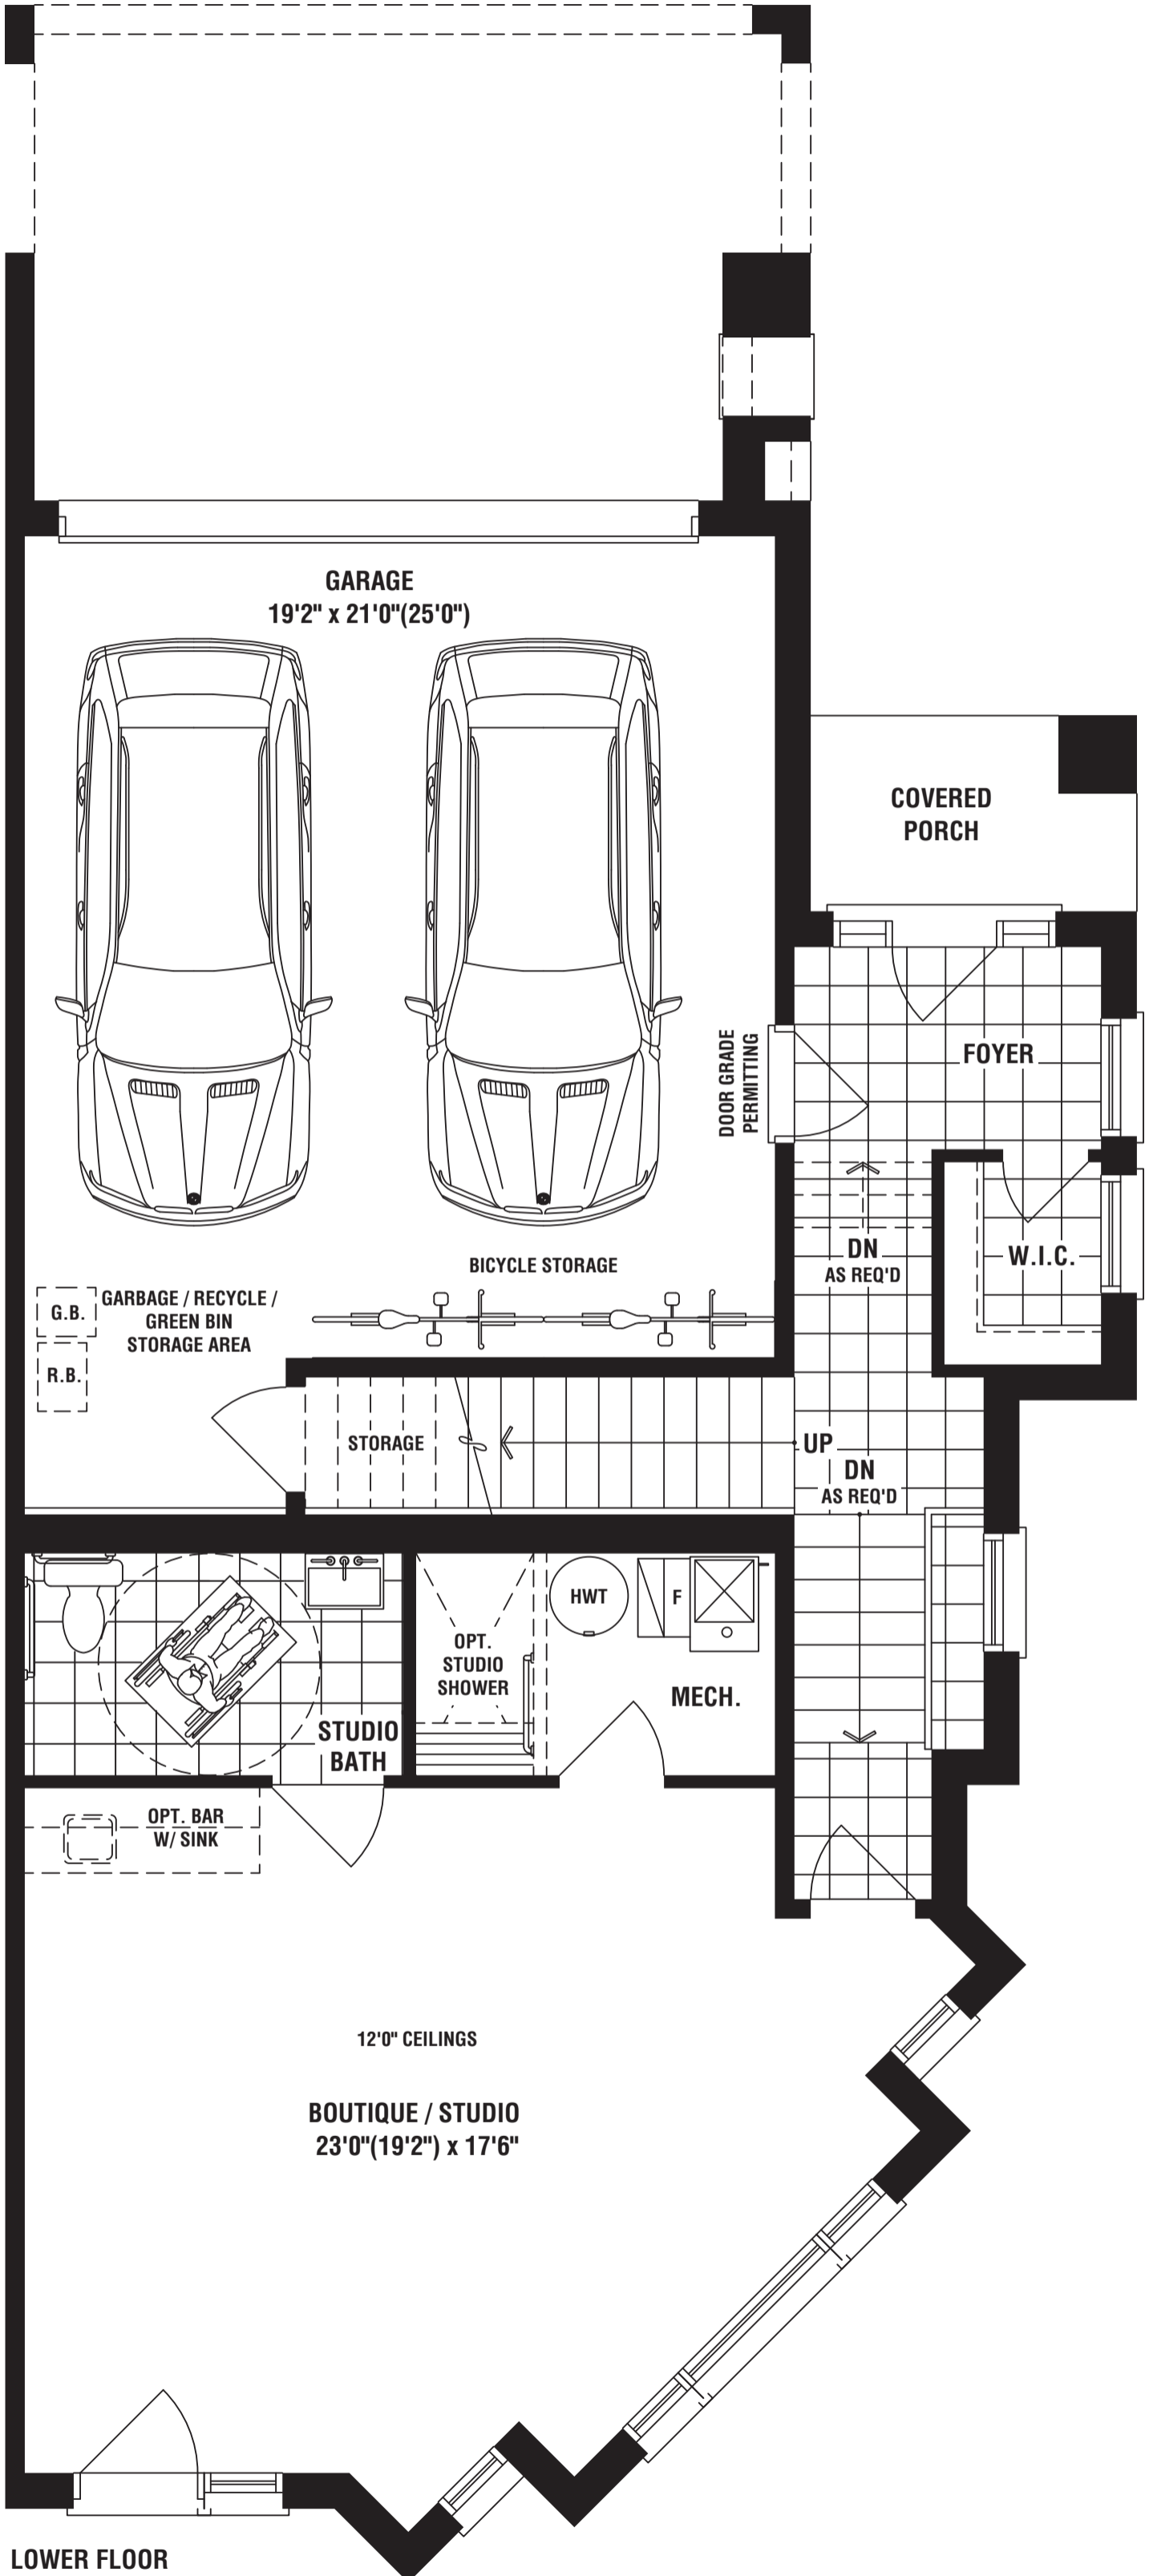 GARAGE
19'2" x 21'0"(25'0")
COVERED
PORCH
DOOR GRADE
PERMITTING
FOYER
W.I.C.
DN
AS REQ'D
BICYCLE STORAGE
G.B.
GARBAGE / RECYCLE /
GREEN BIN
STORAGE AREA
R.B.
STORAGE
UP
DN
AS REQ'D
HWT
F
OPT.
STUDIO
SHOWER
MECH.
STUDIO
BATH
OPT. BAR
W/ SINK
12'0" CEILINGS
BOUTIQUE / STUDIO
23'0"(19'2") x 17'6"
LOWER FLOOR